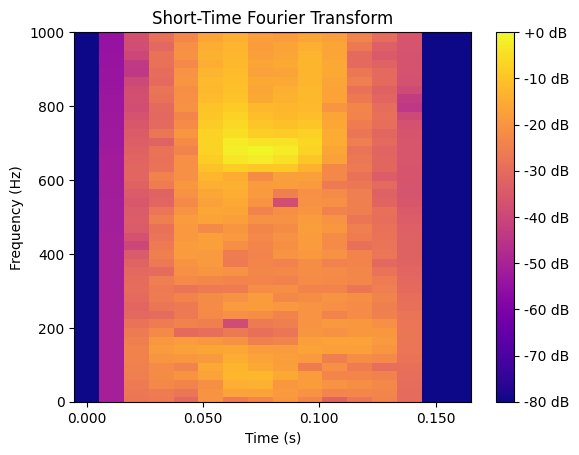 Short-Time Fourier Transform
1000
800
600
400
200
0
Frequency (Hz)
0.000
0.050
0.100
0.150
Time (s)
+0 dB
-10 dB
-20 dB
-30 dB
-40 dB
-50 dB
-60 dB
-70 dB
-80 dB